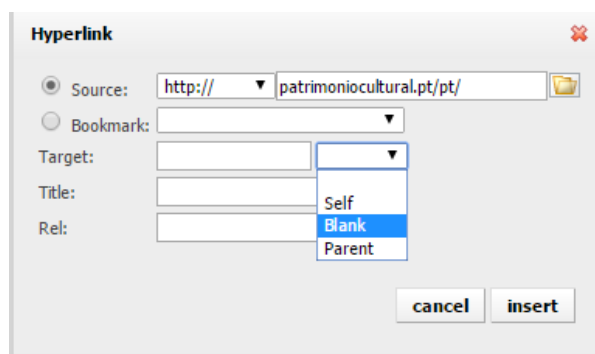 Hyperlink
Source: http:// patrimoniocultural.pt/pt/
Bookmark:
Target:
Title:
Self
Rel:
Blank
Parent
cancel insert